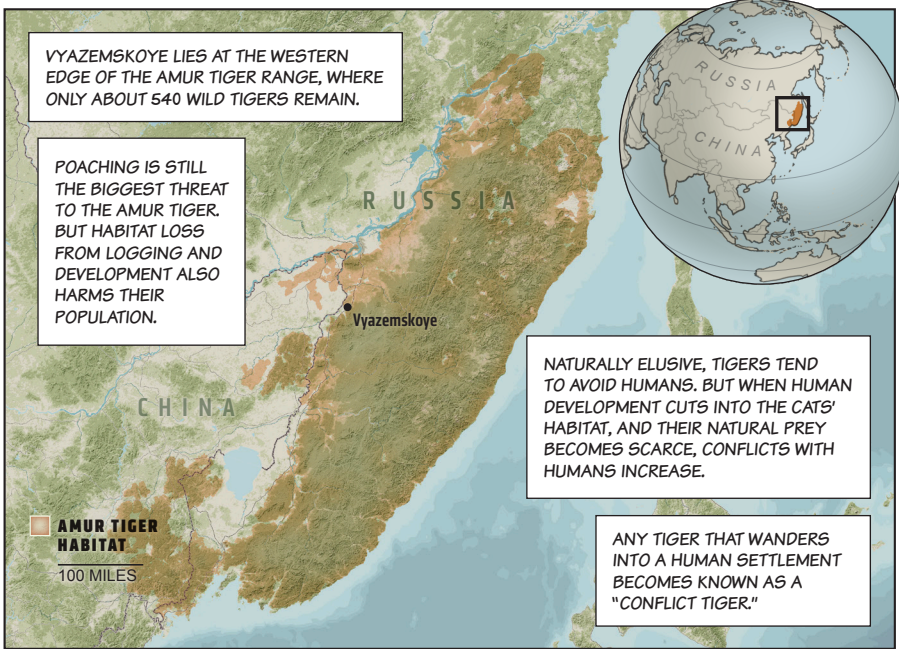 VYAZEMSKOYE LIES AT THE WESTERN
EDGE OF THE AMUR TIGER RANGE, WHERE
ONLY ABOUT 540 WILD TIGERS REMAIN.
POACHING IS STILL
THE BIGGEST THREAT
TO THE AMUR TIGER.
BUT HABITAT LOSS
FROM LOGGING AND
DEVELOPMENT ALSO
HARMS THEIR
POPULATION.
RUSSIA
CHINA
RUSSIA
Vyazemskoye
CHINA
NATURALLY ELUSIVE, TIGERS TEND
TO AVOID HUMANS. BUT WHEN HUMAN
DEVELOPMENT CUTS INTO THE CATS'
HABITAT, AND THEIR NATURAL PREY
BECOMES SCARCE, CONFLICTS WITH
HUMANS INCREASE.
AMUR TIGER
HABITAT
100 MILES
ANY TIGER THAT WANDERS
INTO A HUMAN SETTLEMENT
BECOMES KNOWN AS A
"CONFLICT TIGER."